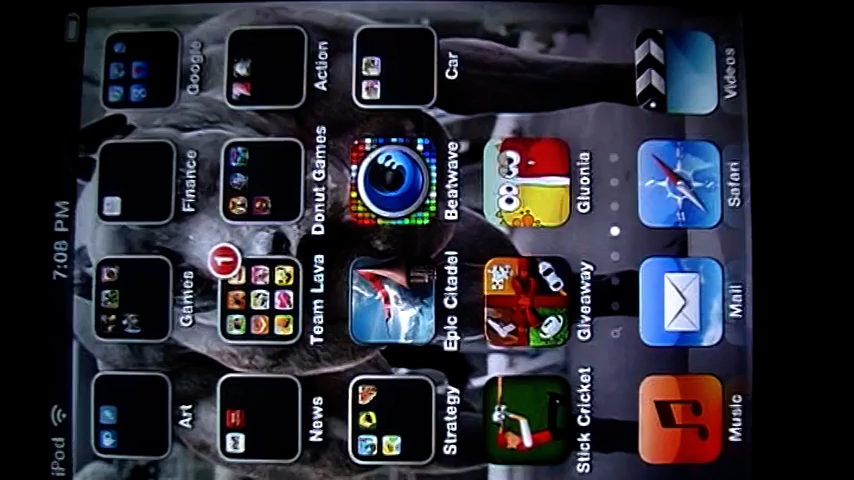 iPod 7:08 PM
Art Games Finance Google
1
News Team Lava Donut Games Action
Strategy Epic Citadel Beatwave Car
Stick Cricket Giveaway Gluonia
Music Mail Safari Videos